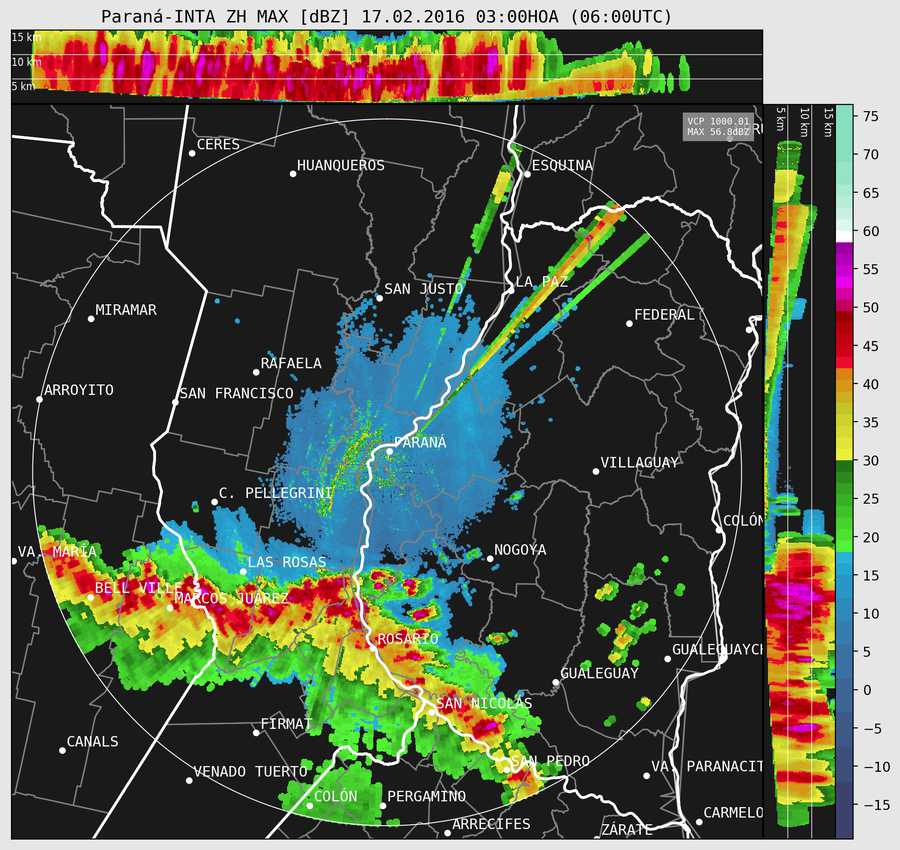 Paraná-INTA ZH MAX [dBZ] 17.02.2016 03:00HOA (06:00UTC)
15 km
10 km
5 km
5 km
10 km
15 km
VCP 1000.01
MAX 56.8dBZ
75
70
65
60
55
50
45
40
35
30
25
20
15
10
5
0
−5
−10
−15
CERES
HUANQUEROS
ESQUINA
SAN JUSTO
LA PAZ
MIRAMAR
FEDERAL
RAFAELA
ARROYITO
SAN FRANCISCO
PARANÁ
VILLAGUAY
C. PELLEGRINI
COLÓN
VA. MARIA
NOGOYA
LAS ROSAS
BELL VILLE
MARCOS JUÁREZ
ROSARIO
GUALEGUAYCH
GUALEGUAY
SAN NICOLÁS
FIRMAT
CANALS
SAN PEDRO
VENADO TUERTO
VA. PARANACIT
COLÓN
PERGAMINO
CARMELO
ARRECIFES
ZÁRATE